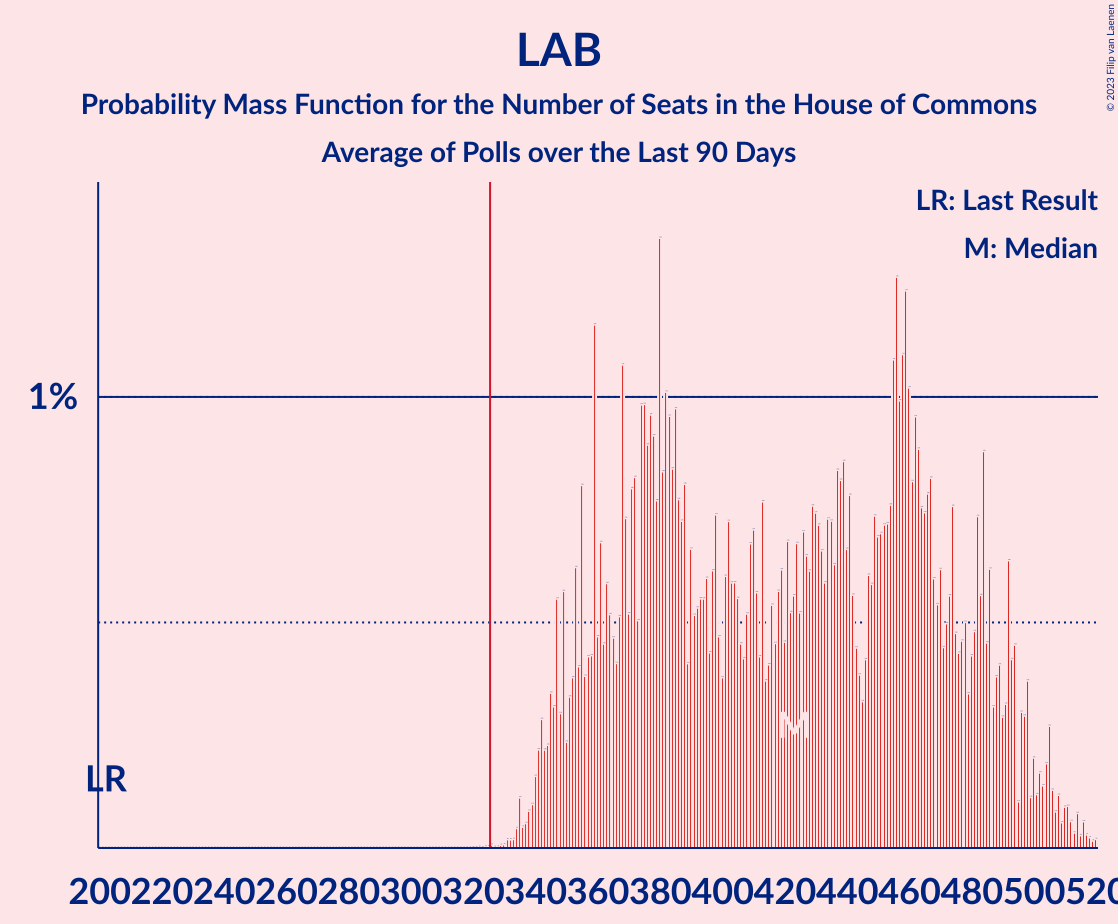 LAB
Probability Mass Function for the Number of Seats in the House of Commons
Average of Polls over the Last 90 Days
© 2023 Filip van Laenen
LR: Last Result
M: Median
1%
M
LR
200220240260280300320340360380400420440460480500520